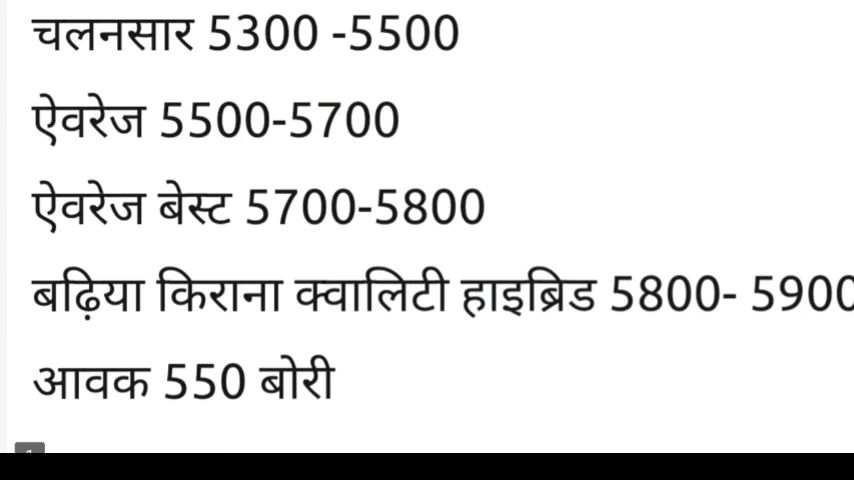 चलनसार 5300 -5500
ऐवरेज 5500-5700
ऐवरेज बेस्ट 5700-5800
बढ़िया किराना क्वालिटी हाइब्रिड 5800- 5900
आवक 550 बोरी